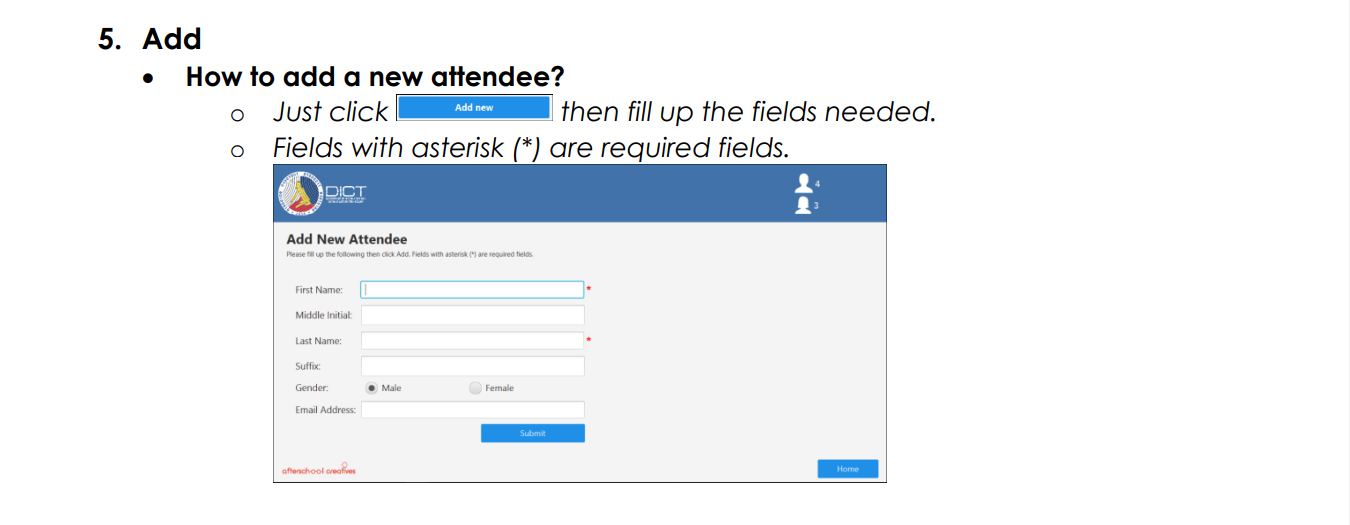 5. Add
• How to add a new attendee?
o Just click Add new then fill up the fields needed.
o Fields with asterisk (*) are required fields.
DICT
4
3
Add New Attendee
Please fill up the following then click Add. Fields with asterisk (*) are required fields.
First Name: *
Middle Initial:
Last Name: *
Suffix:
Gender: Male Female
Email Address:
Submit
afterschool creatives
Home